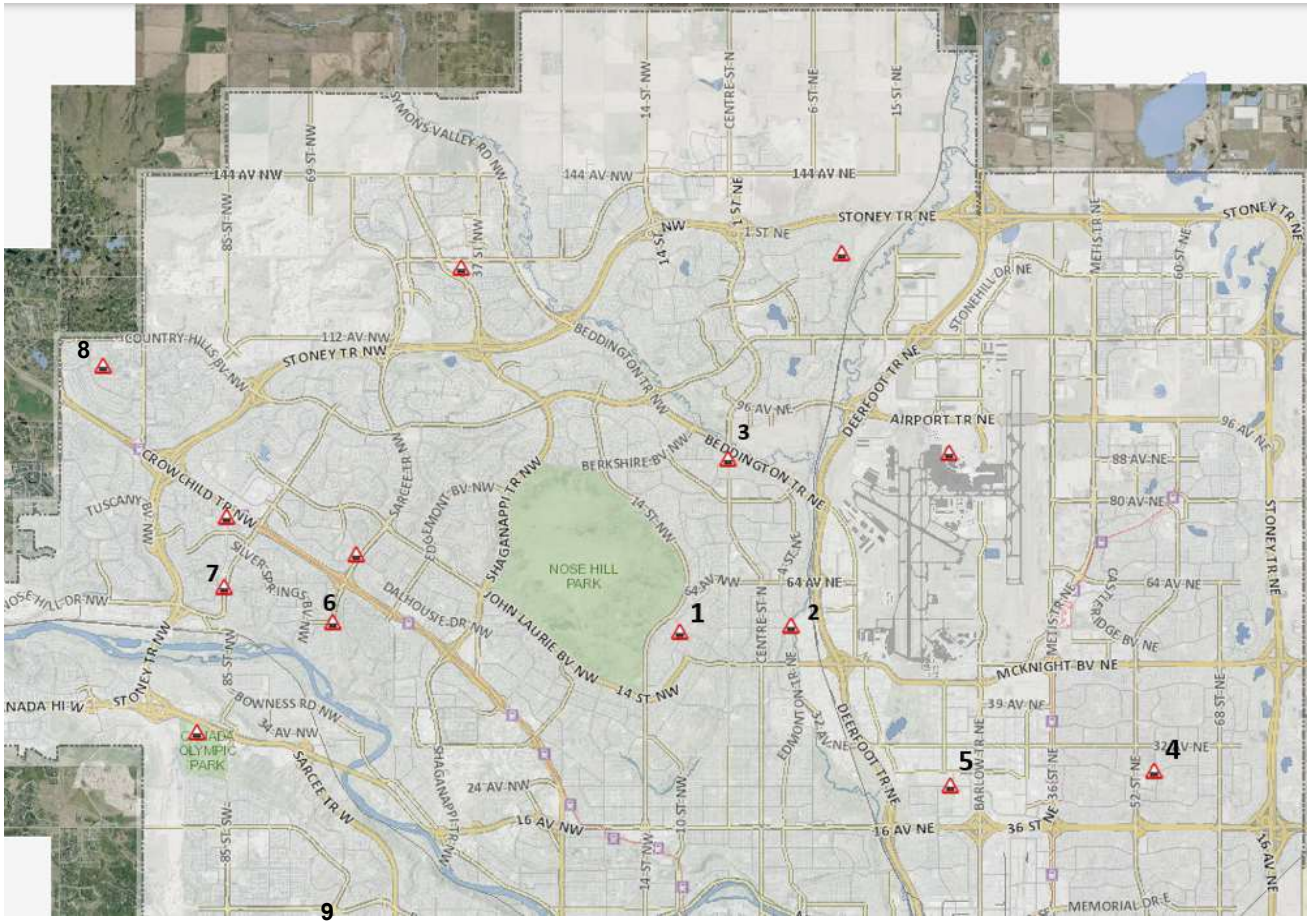 SYMONS VALLEY RD NW
14 ST NW
CENTRE ST N
6 ST NE
15 ST NE
69 ST NW
144 AV NW
144 AV NW
144 AV NE
85 ST NW
37 ST NW
14 ST NW
1 ST NE
1 ST NE
STONEY TR NE
METIS TR NE
60 ST NE
STONEY TR NE
STONEHILL DR NE
8
COUNTRY HILLS BV NW
112 AV NW
STONEY TR NW
BEDDINGTON TR NW
DEERFOOT TR NE
96 AV NE
AIRPORT TR NE
96 AV NE
3
BEDDINGTON TR NE
BERKSHIRE BV NW
88 AV NE
80 AV NE
CROWCHILD TR NW
SARCEE TR NW
EDGEMONT BV NW
SHAGANAPPI TR NW
14 ST NW
TUSCANY BV NW
STONEY TR NE
SILVER SPRINGS BV NW
7
NOSE HILL
PARK
4 ST NE
64 AV NW
64 AV NE
64 AV NE
CASTLERIDGE BV NE
METIS TR NE
NOSE HILL DR NW
6
DALHOUSIE DR NW
JOHN LAURIE BV NW
1
2
CENTRE ST N
85 ST NW
STONEY TR NW
14 ST NW
MCKNIGHT BV NE
EDMONTON TR NE
68 ST NE
BOWNESS RD NW
39 AV NE
ANADA HI W
34 AV NW
32 AV NE
DEERFOOT TR NE
BARLOW TR NE
36 ST NE
32 AV NE
CANADA
OLYMPIC
PARK
SARCEE TR W
SHAGANAPPI TR NW
5
4
52 ST NE
24 AV NW
10 ST NW
16 AV NW
16 AV NE
36 ST NE
16 AV NE
85 ST SW
14 ST NW
9
MEMORIAL DR E